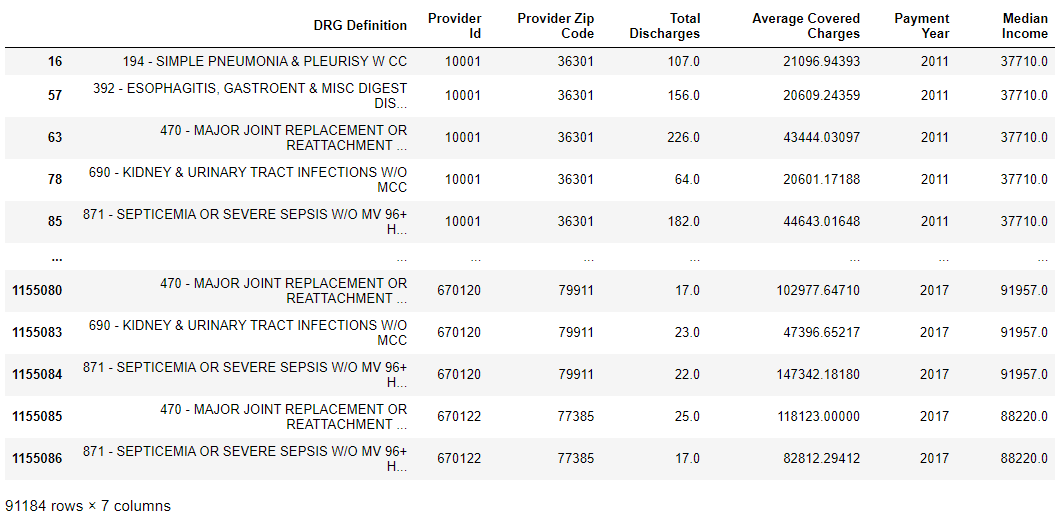 DRG Definition Provider Id Provider Zip Code Total Discharges Average Covered Charges Payment Year Median Income
16 194 - SIMPLE PNEUMONIA & PLEURISY W CC 10001 36301 107.0 21096.94393 2011 37710.0
57 392 - ESOPHAGITIS, GASTROENT & MISC DIGEST DIS... 10001 36301 156.0 20609.24359 2011 37710.0
63 470 - MAJOR JOINT REPLACEMENT OR REATTACHMENT ... 10001 36301 226.0 43444.03097 2011 37710.0
78 690 - KIDNEY & URINARY TRACT INFECTIONS W/O MCC 10001 36301 64.0 20601.17188 2011 37710.0
85 871 - SEPTICEMIA OR SEVERE SEPSIS W/O MV 96+ H... 10001 36301 182.0 44643.01648 2011 37710.0
... ... ... ... ... ... ... ...
1155080 470 - MAJOR JOINT REPLACEMENT OR REATTACHMENT ... 670120 79911 17.0 102977.64710 2017 91957.0
1155083 690 - KIDNEY & URINARY TRACT INFECTIONS W/O MCC 670120 79911 23.0 47396.65217 2017 91957.0
1155084 871 - SEPTICEMIA OR SEVERE SEPSIS W/O MV 96+ H... 670120 79911 22.0 147342.18180 2017 91957.0
1155085 470 - MAJOR JOINT REPLACEMENT OR REATTACHMENT ... 670122 77385 25.0 118123.00000 2017 88220.0
1155086 871 - SEPTICEMIA OR SEVERE SEPSIS W/O MV 96+ H... 670122 77385 17.0 82812.29412 2017 88220.0
91184 rows × 7 columns